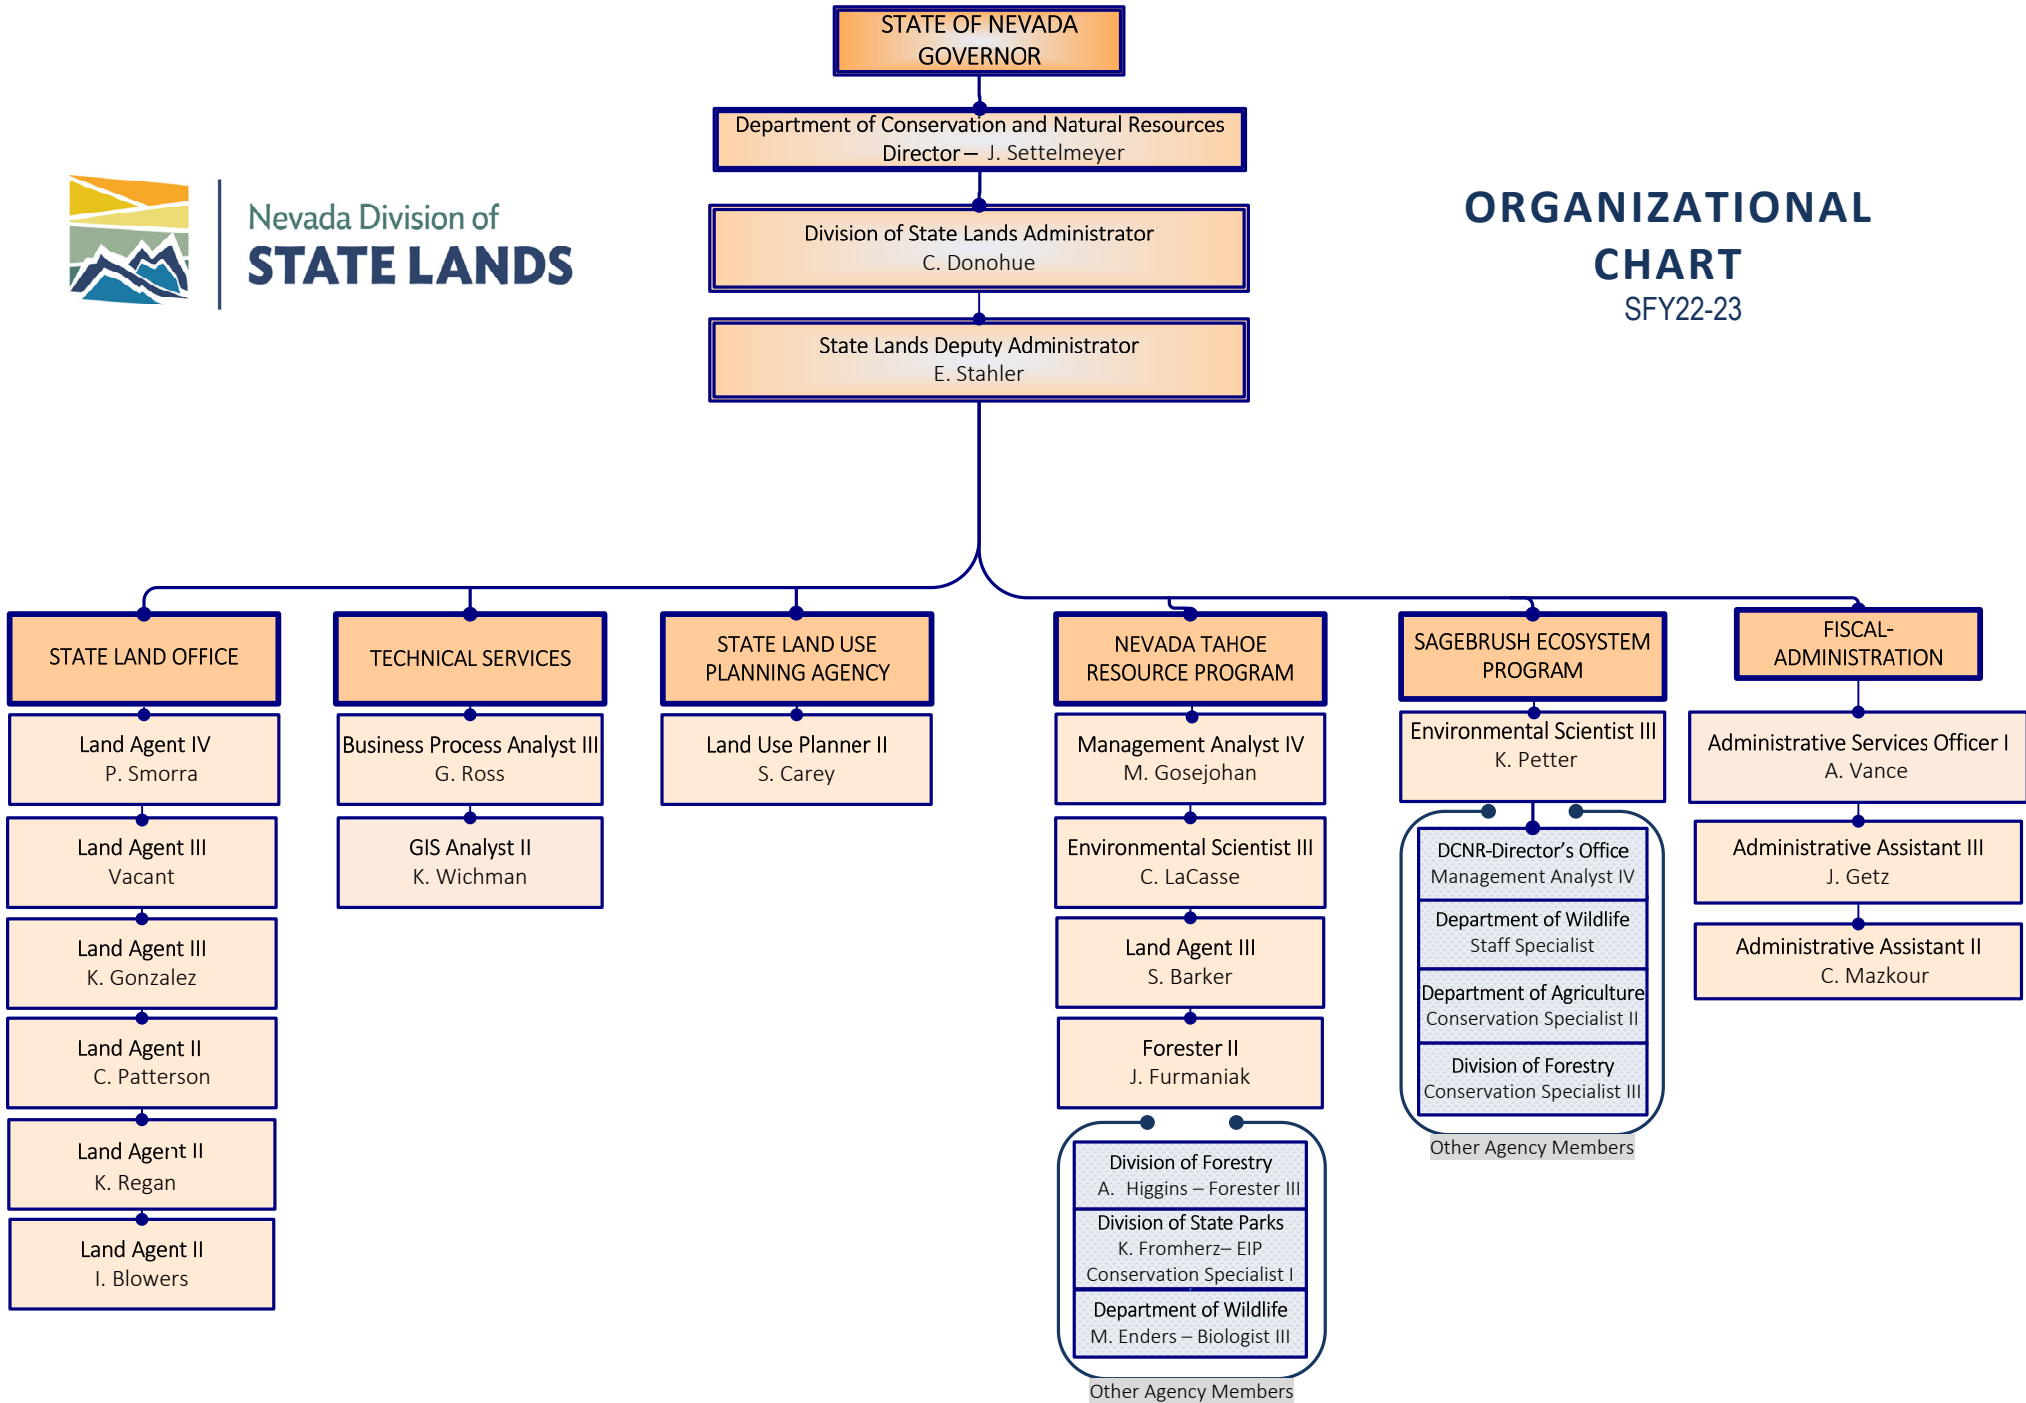 STATE OF NEVADA
GOVERNOR
Department of Conservation and Natural Resources
Director – J. Settelmeyer
Nevada Division of
STATE LANDS
ORGANIZATIONAL
CHART
SFY22-23
Division of State Lands Administrator
C. Donohue
State Lands Deputy Administrator
E. Stahler
STATE LAND OFFICE
Land Agent IV
P. Smorra
Land Agent III
Vacant
Land Agent III
K. Gonzalez
Land Agent II
C. Patterson
Land Agent II
K. Regan
Land Agent II
I. Blowers
TECHNICAL SERVICES
Business Process Analyst III
G. Ross
GIS Analyst II
K. Wichman
STATE LAND USE
PLANNING AGENCY
Land Use Planner II
S. Carey
NEVADA TAHOE
RESOURCE PROGRAM
Management Analyst IV
M. Gosejohan
Environmental Scientist III
C. LaCasse
Land Agent III
S. Barker
Forester II
J. Furmaniak
Division of Forestry
A. Higgins – Forester III
Division of State Parks
K. Fromherz– EIP
Conservation Specialist I
Department of Wildlife
M. Enders – Biologist III
Other Agency Members
SAGEBRUSH ECOSYSTEM
PROGRAM
Environmental Scientist III
K. Petter
DCNR-Director’s Office
Management Analyst IV
Department of Wildlife
Staff Specialist
Department of Agriculture
Conservation Specialist II
Division of Forestry
Conservation Specialist III
Other Agency Members
FISCAL-
ADMINISTRATION
Administrative Services Officer I
A. Vance
Administrative Assistant III
J. Getz
Administrative Assistant II
C. Mazkour